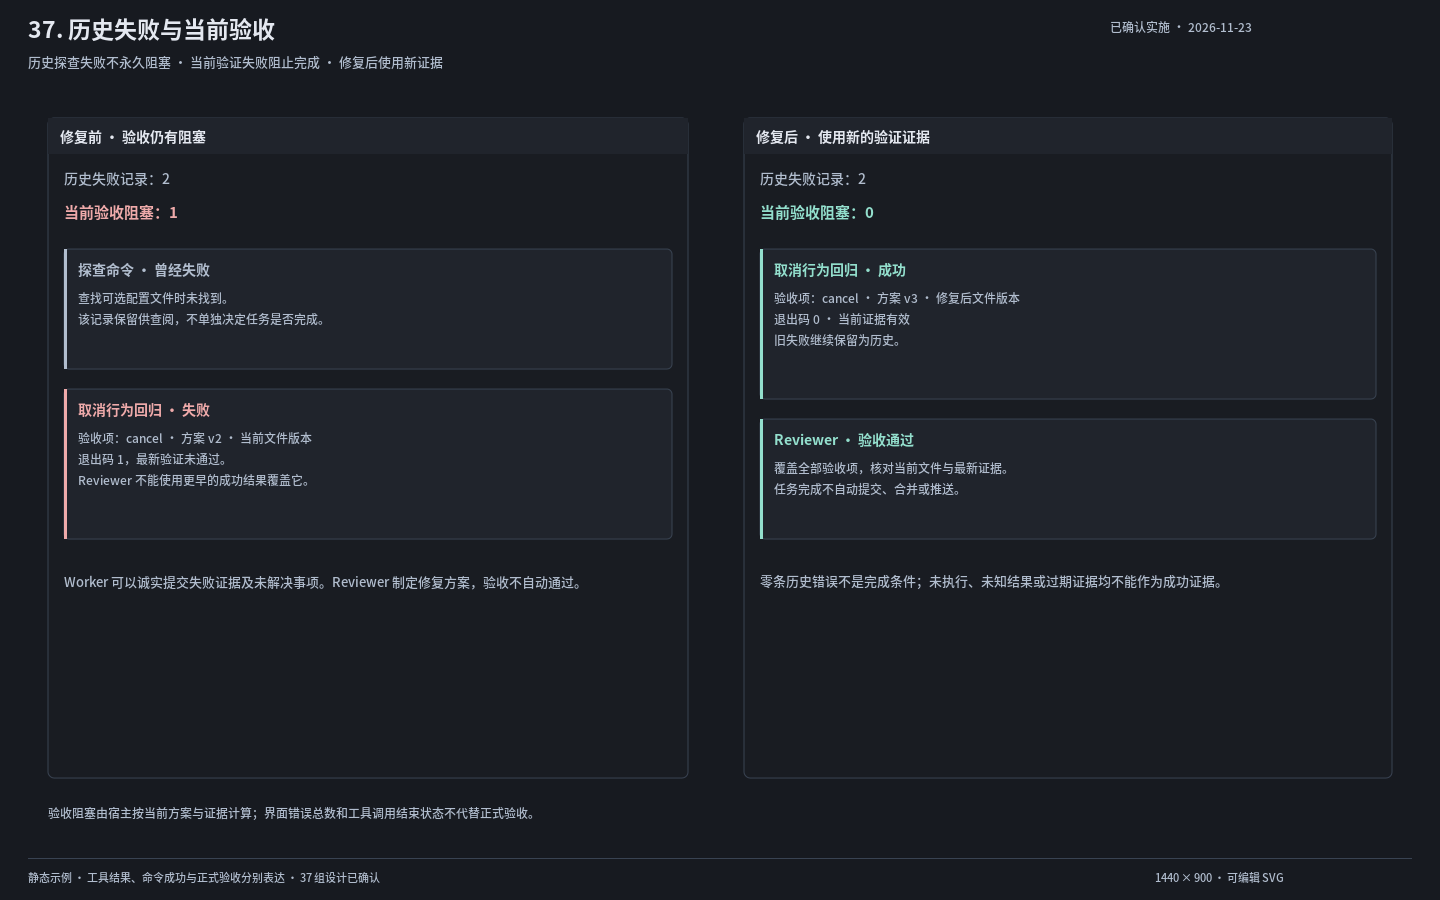 37. 历史失败与当前验收
已确认实施 · 2026-11-23
历史探查失败不永久阻塞 · 当前验证失败阻止完成 · 修复后使用新证据
修复前 · 验收仍有阻塞
历史失败记录：2
当前验收阻塞：1
探查命令 · 曾经失败
查找可选配置文件时未找到。
该记录保留供查阅，不单独决定任务是否完成。
取消行为回归 · 失败
验收项：cancel · 方案 v2 · 当前文件版本
退出码 1，最新验证未通过。
Reviewer 不能使用更早的成功结果覆盖它。
Worker 可以诚实提交失败证据及未解决事项。Reviewer 制定修复方案，验收不自动通过。
修复后 · 使用新的验证证据
历史失败记录：2
当前验收阻塞：0
取消行为回归 · 成功
验收项：cancel · 方案 v3 · 修复后文件版本
退出码 0 · 当前证据有效
旧失败继续保留为历史。
Reviewer · 验收通过
覆盖全部验收项，核对当前文件与最新证据。
任务完成不自动提交、合并或推送。
零条历史错误不是完成条件；未执行、未知结果或过期证据均不能作为成功证据。
验收阻塞由宿主按当前方案与证据计算；界面错误总数和工具调用结束状态不代替正式验收。
静态示例 · 工具结果、命令成功与正式验收分别表达 · 37 组设计已确认
1440 × 900 · 可编辑 SVG